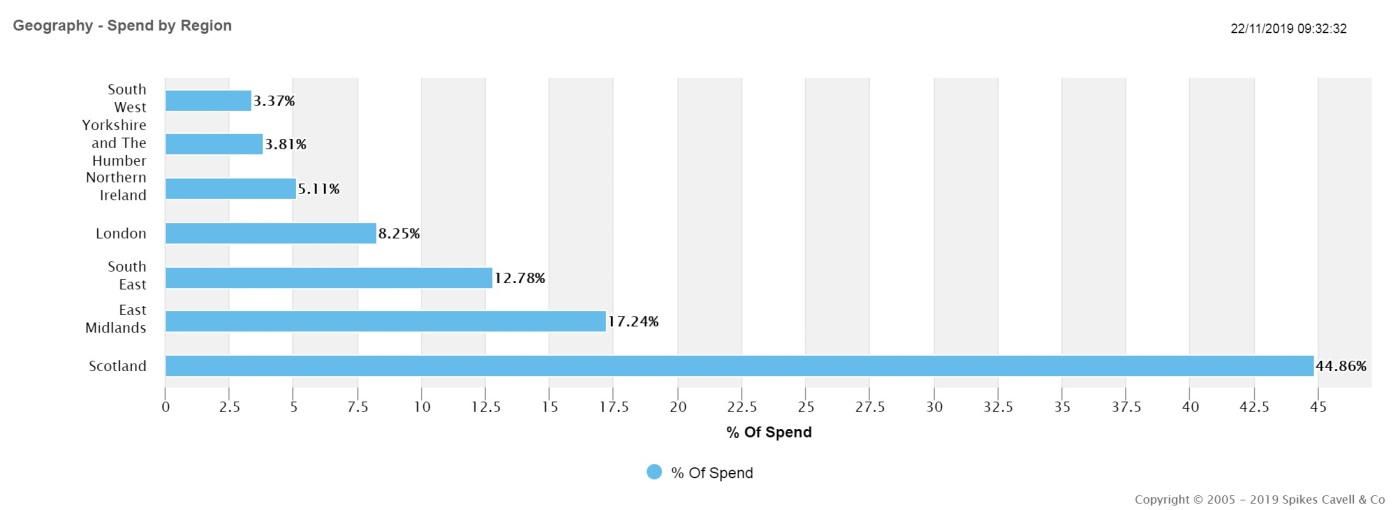 Geography - Spend by Region
22/11/2019 09:32:32
South
West
3.37%
Yorkshire
and The
Humber
3.81%
Northern
Ireland
5.11%
London
8.25%
South
East
12.78%
East
Midlands
17.24%
Scotland
44.86%
0 2.5 5 7.5 10 12.5 15 17.5 20 22.5 25 27.5 30 32.5 35 37.5 40 42.5 45
% Of Spend
% Of Spend
Copyright © 2005 - 2019 Spikes Cavell & Co